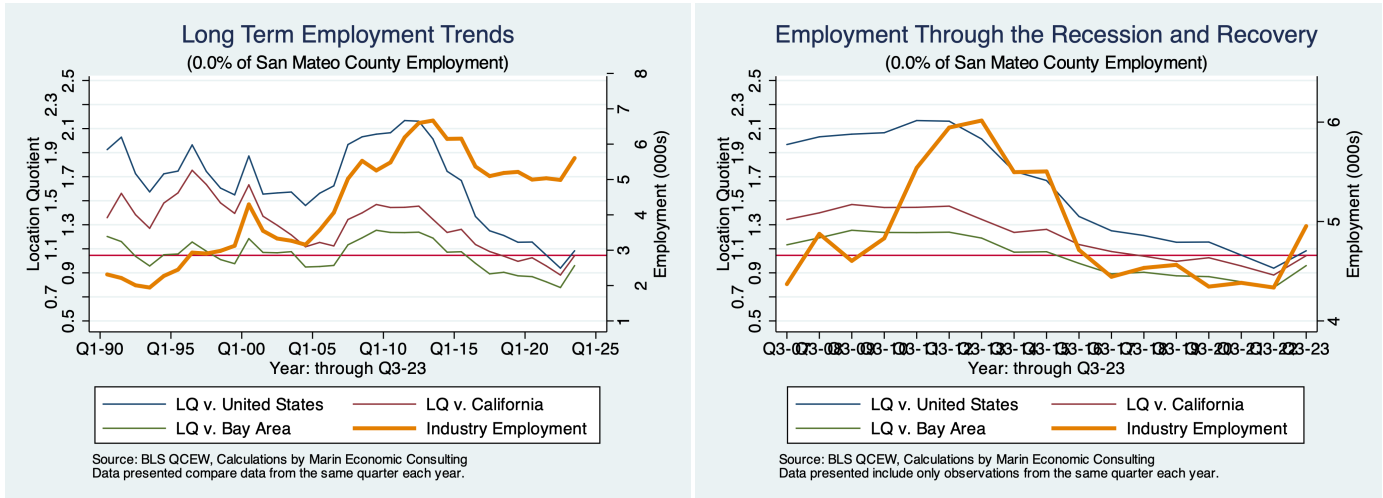 Long Term Employment Trends
(0.0% of San Mateo County Employment)
Location Quotient
2.5
2.3
2.1
1.9
1.7
1.5
1.3
1.1
0.9
0.7
0.5
8
7
6
5
4
3
2
1
Employment (000s)
Q1-90 Q1-95 Q1-00 Q1-05 Q1-10 Q1-15 Q1-20 Q1-25
Year: through Q3-23
LQ v. United States
LQ v. California
LQ v. Bay Area
Industry Employment
Source: BLS QCEW, Calculations by Marin Economic Consulting
Data presented compare data from the same quarter each year.
Employment Through the Recession and Recovery
(0.0% of San Mateo County Employment)
Location Quotient
2.5
2.3
2.1
1.9
1.7
1.5
1.3
1.1
0.9
0.7
0.5
6
5
4
Employment (000s)
Q3-23
Year: through Q3-23
LQ v. United States
LQ v. California
LQ v. Bay Area
Industry Employment
Source: BLS QCEW, Calculations by Marin Economic Consulting
Data presented include only observations from the same quarter each year.